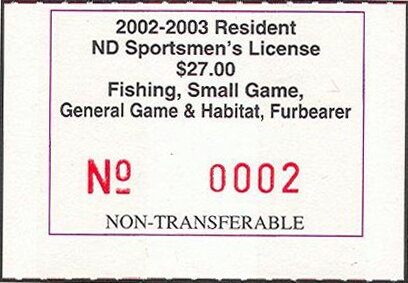 2002-2003 Resident
ND Sportsmen's License
$27.00
Fishing, Small Game,
General Game & Habitat, Furbearer
Nº 0002
NON-TRANSFERABLE